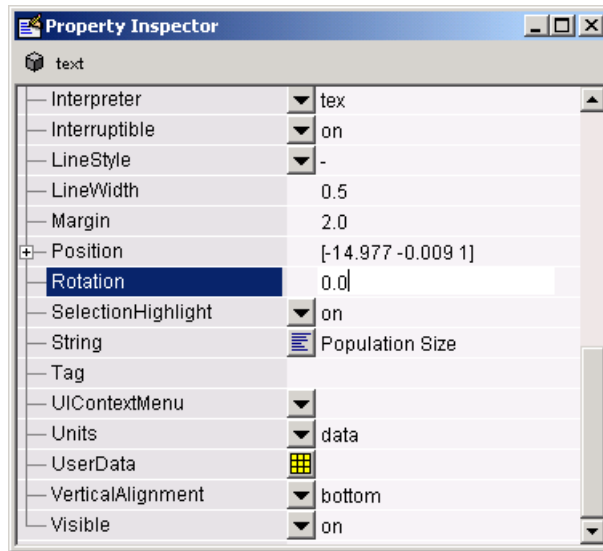 Property Inspector
text
Interpreter tex
Interruptible on
LineStyle -
LineWidth 0.5
Margin 2.0
Position [-14.977 -0.009 1]
Rotation 0.0
SelectionHighlight on
String Population Size
Tag
UIContextMenu
Units data
UserData
VerticalAlignment bottom
Visible on